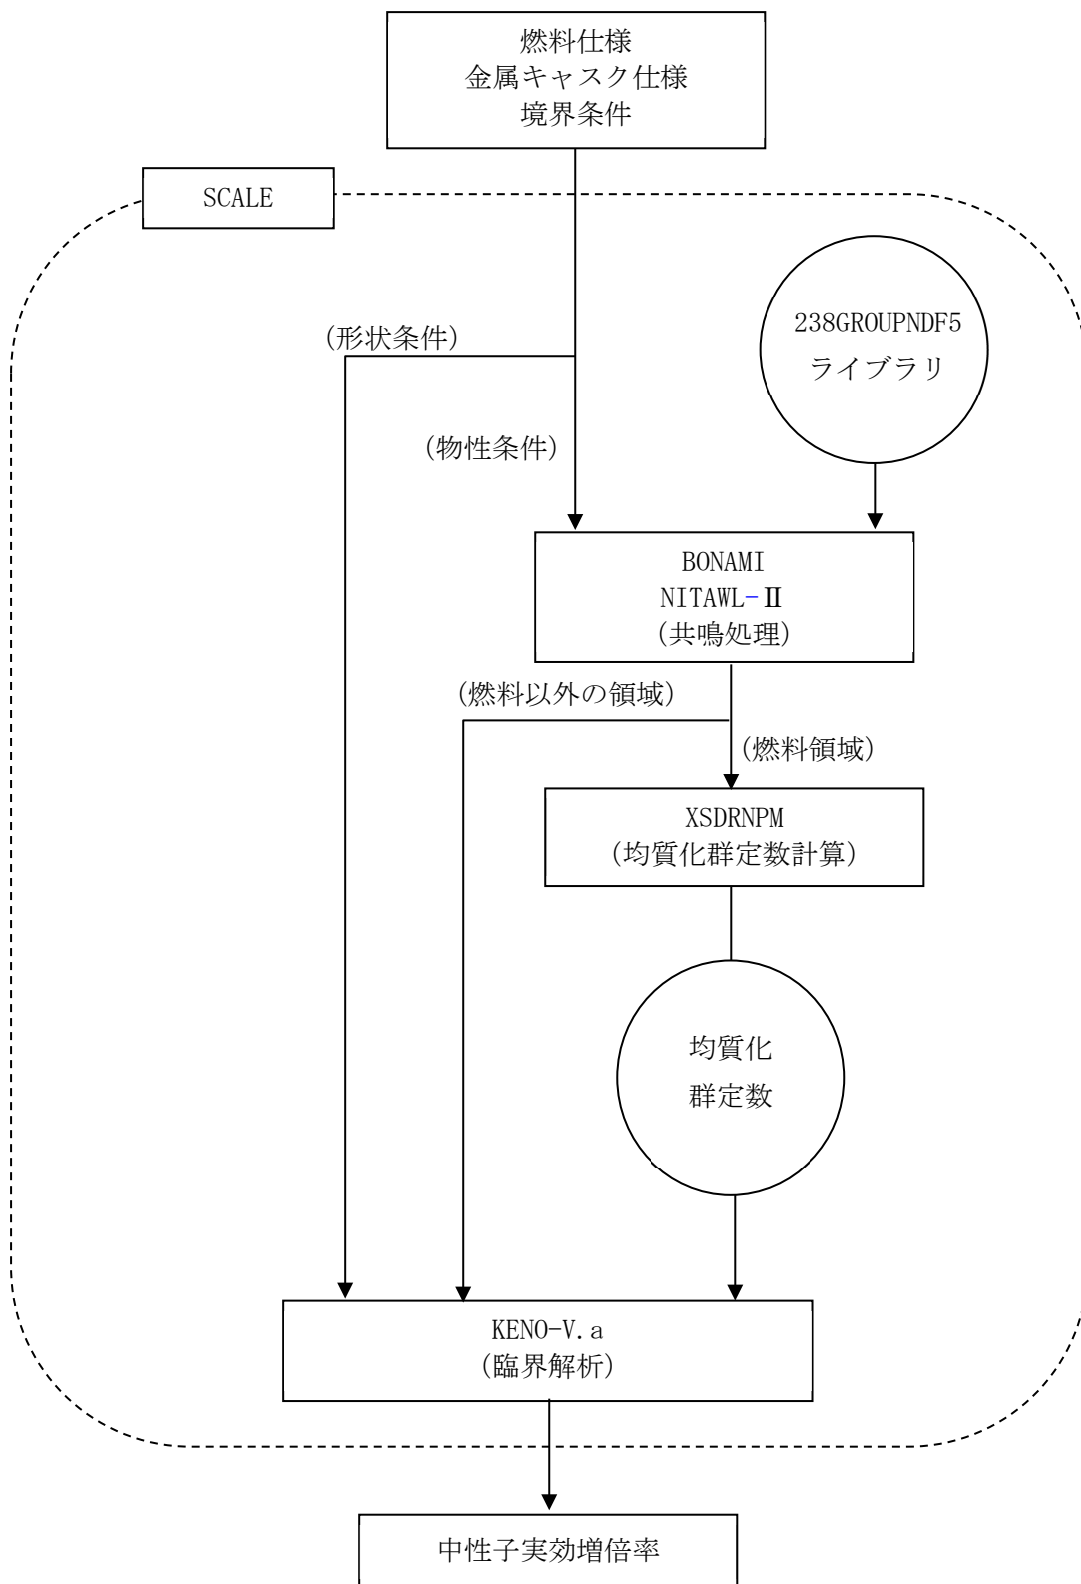 燃料仕様
金属キャスク仕様
境界条件
SCALE
238GROUPNDF5
ライブラリ
(形状条件)
(物性条件)
BONAMI
NITAWL-Ⅱ
(共鳴処理)
(燃料以外の領域)
(燃料領域)
XSDRNPM
(均質化群定数計算)
均質化
群定数
KENO-V.a
(臨界解析)
中性子実効増倍率